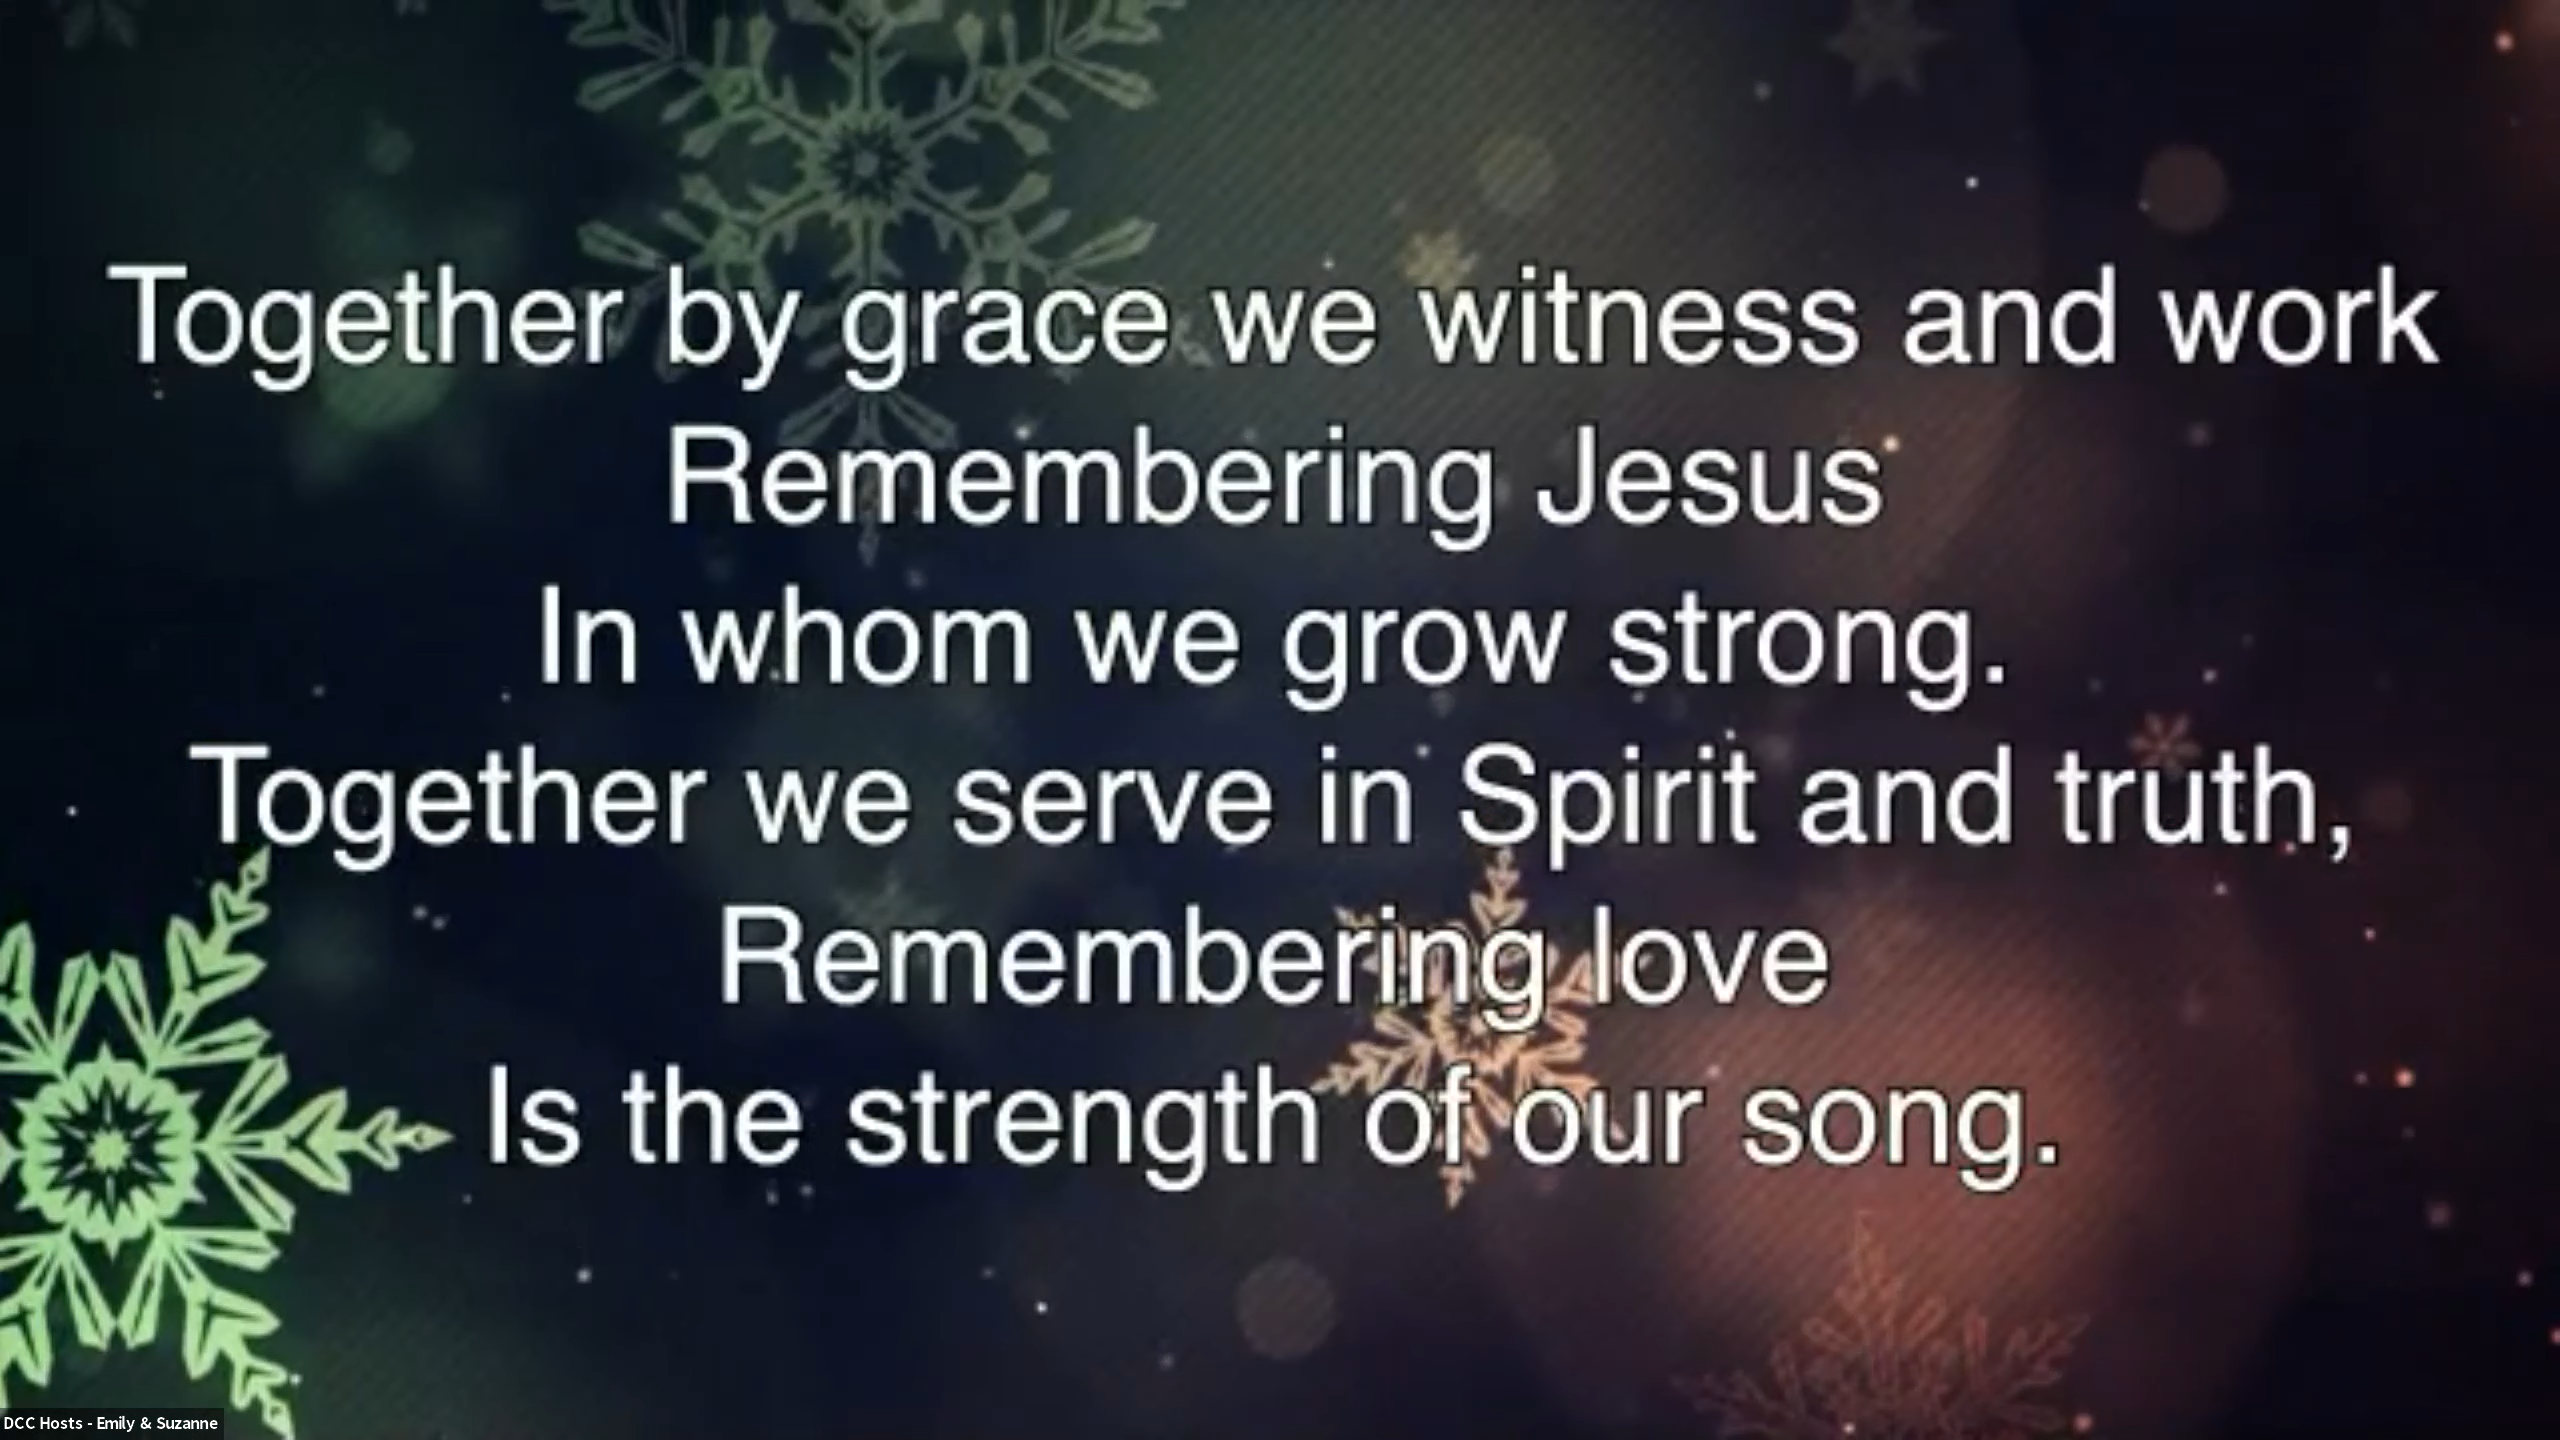 Together by grace we witness and work
Remembering Jesus
In whom we grow strong.
Together we serve in Spirit and truth,
Remembering love
Is the strength of our song.
DCC Hosts - Emily & Suzanne